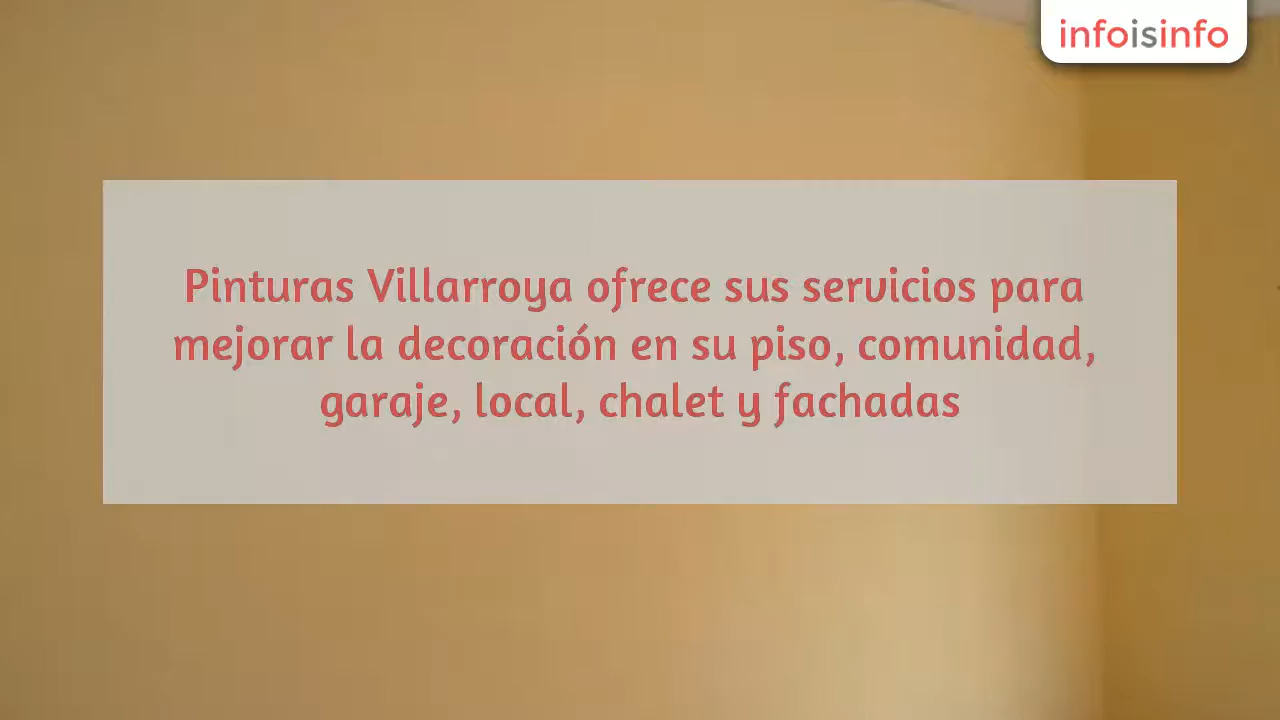 infoisinfo
Pinturas Villarroya ofrece sus servicios para
mejorar la decoración en su piso, comunidad,
garaje, local, chalet y fachadas